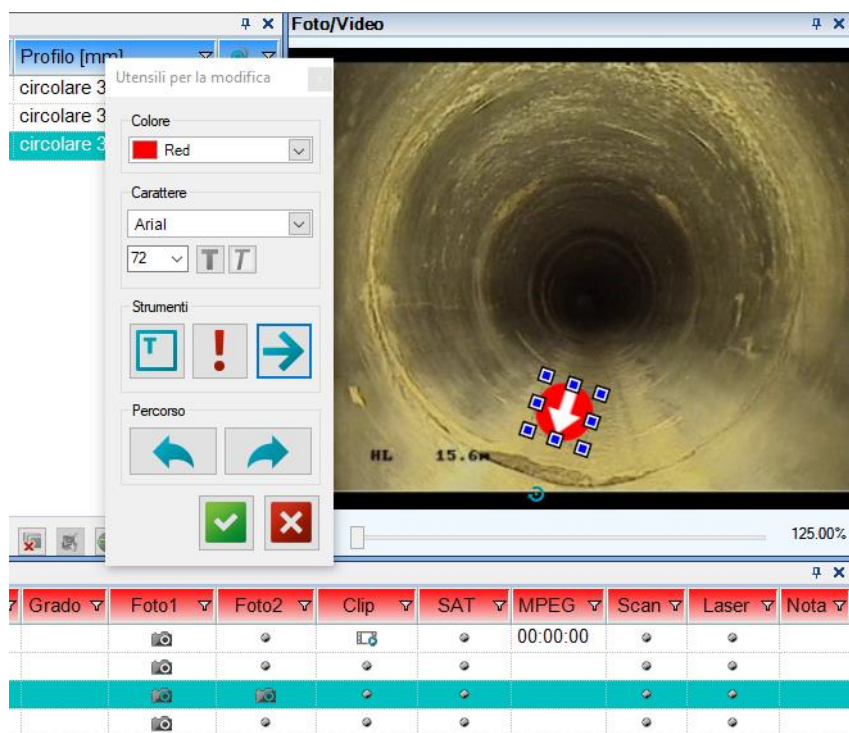 Foto/Video
Profilo [mm]
circolare 3
circolare 3
circolare 3
Utensili per la modifica
Colore
Red
Carattere
Arial
72
T T
Strumenti
T ! 
Percorso
HL 15.6m
125.00%
Grado Foto1 Foto2 Clip SAT MPEG Scan Laser Nota
00:00:00